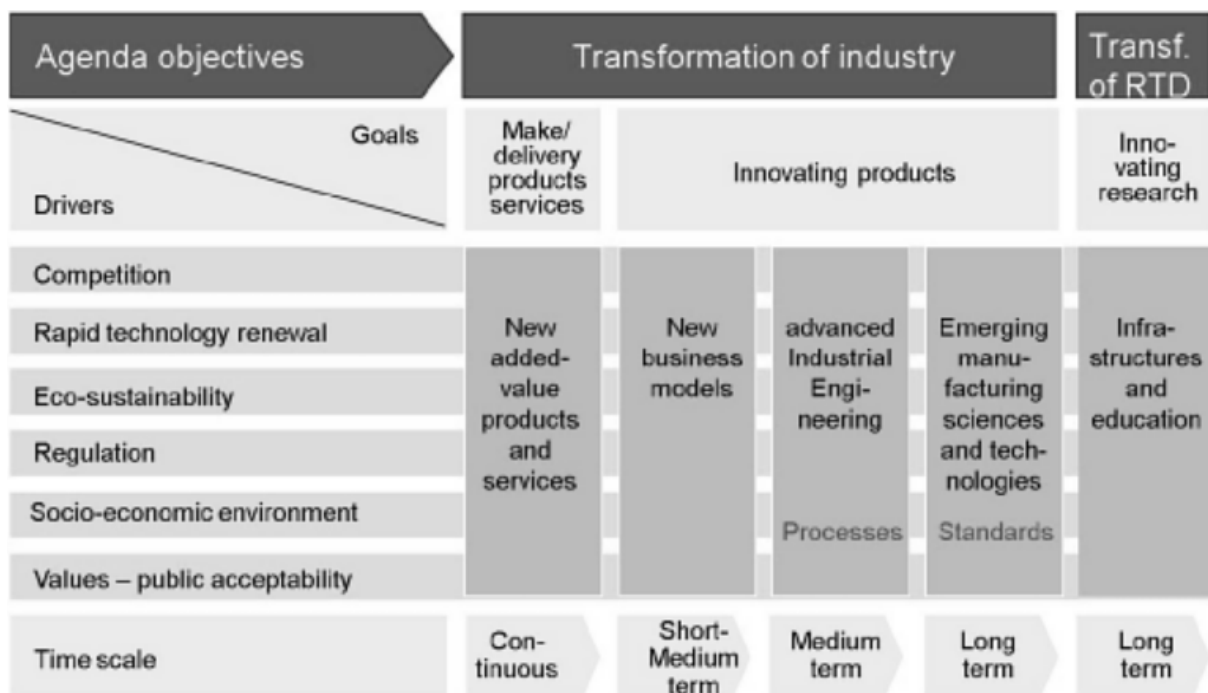 Agenda objectives
Transformation of industry
Transf.
of RTD
Goals
Drivers
Make/
delivery
products
services
Innovating products
Inno-
vating
research
Competition
Rapid technology renewal
Eco-sustainability
Regulation
Socio-economic environment
Values – public acceptability
New
added-
value
products
and
services
New
business
models
advanced
Industrial
Engi-
neering
Processes
Emerging
manu-
facturing
sciences
and tech-
nologies
Standards
Infra-
structures
and
education
Time scale
Con-
tinuous
Short-
Medium
term
Medium
term
Long
term
Long
term